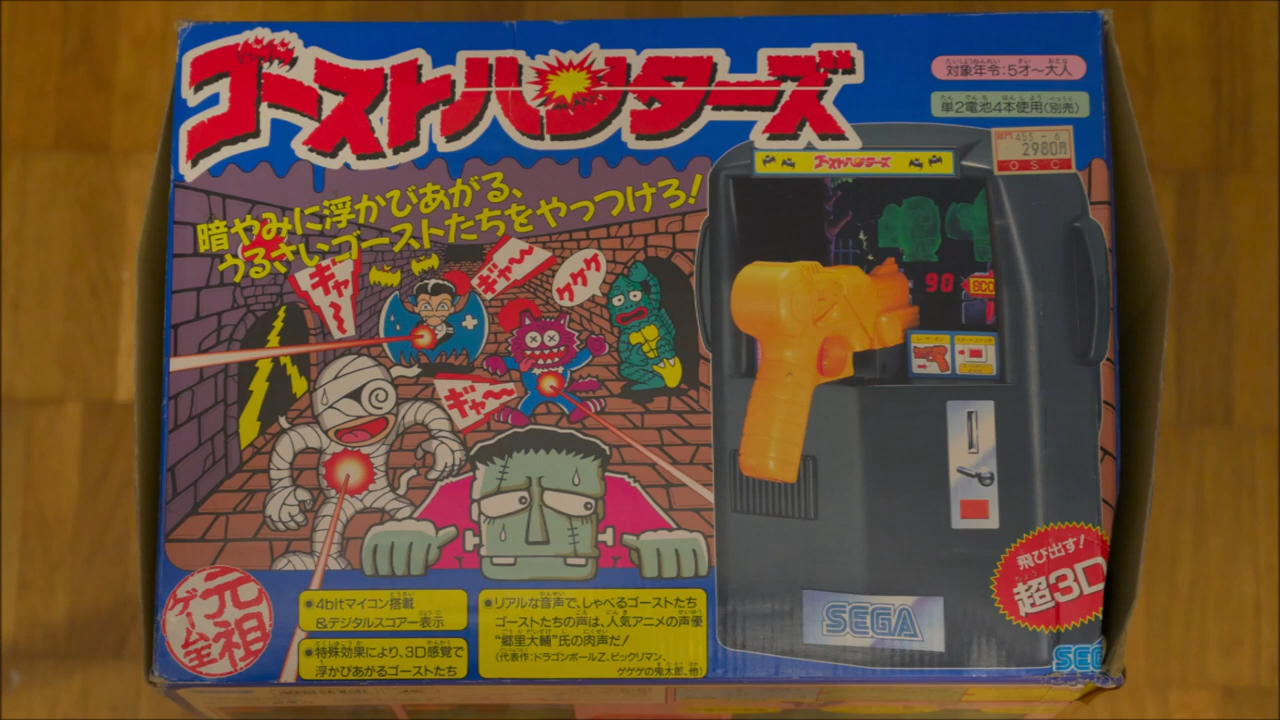 ゴーストハンターズ
対象年令:5才〜大人
単2電池4本使用(別売)
455-6
2980円
OSC
ゴーストハンターズ
暗やみに浮かびあがる、
うるさいゴーストたちをやっつけろ!
ギャ〜
ギャ〜
ケケケ
ギャ〜
90
800
SEGA
飛び出す!
超3D
元祖
ゲーム王
●4bitマイコン搭載
&デジタルスコアー表示
●特殊効果により、3D感覚で
浮かびあがるゴーストたち
●リアルな音声で、しゃべるゴーストたち
ゴーストたちの声は、人気アニメの声優
"郷里大輔"氏の肉声だ!
(代表作:ドラゴンボールZ、ビックリマン、
ゲゲゲの鬼太郎、他)
SEG